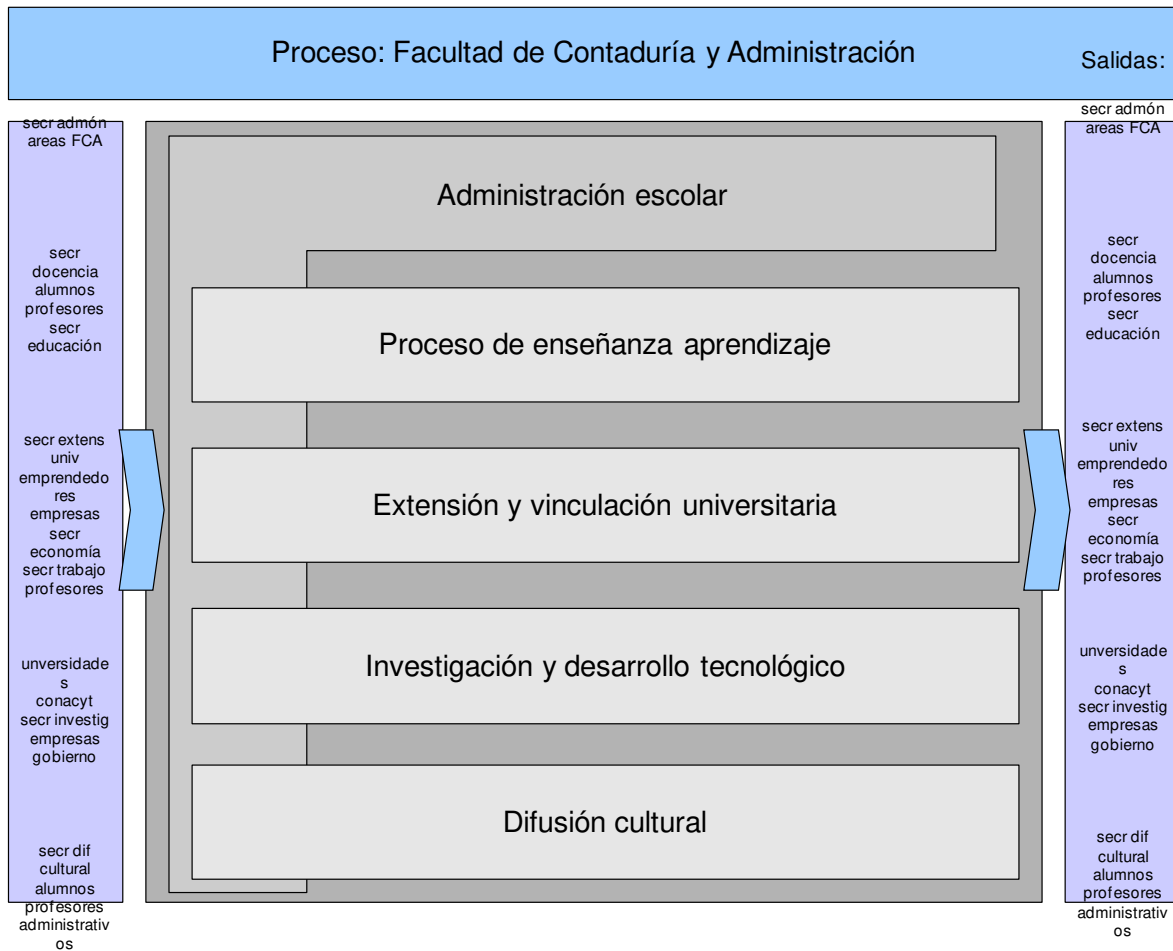 Proceso: Facultad de Contaduría y Administración
Salidas:
secr admón
areas FCA
secr
docencia
alumnos
profesores
secr
educación
secr extens
univ
emprendedo
res
empresas
secr
economía
secr trabajo
profesores
unversidade
s
conacyt
secr investig
empresas
gobierno
secr dif
cultural
alumnos
profesores
administrativ
os
Administración escolar
Proceso de enseñanza aprendizaje
Extensión y vinculación universitaria
Investigación y desarrollo tecnológico
Difusión cultural
secr admón
areas FCA
secr
docencia
alumnos
profesores
secr
educación
secr extens
univ
emprendedo
res
empresas
secr
economía
secr trabajo
profesores
unversidade
s
conacyt
secr investig
empresas
gobierno
secr dif
cultural
alumnos
profesores
administrativ
os